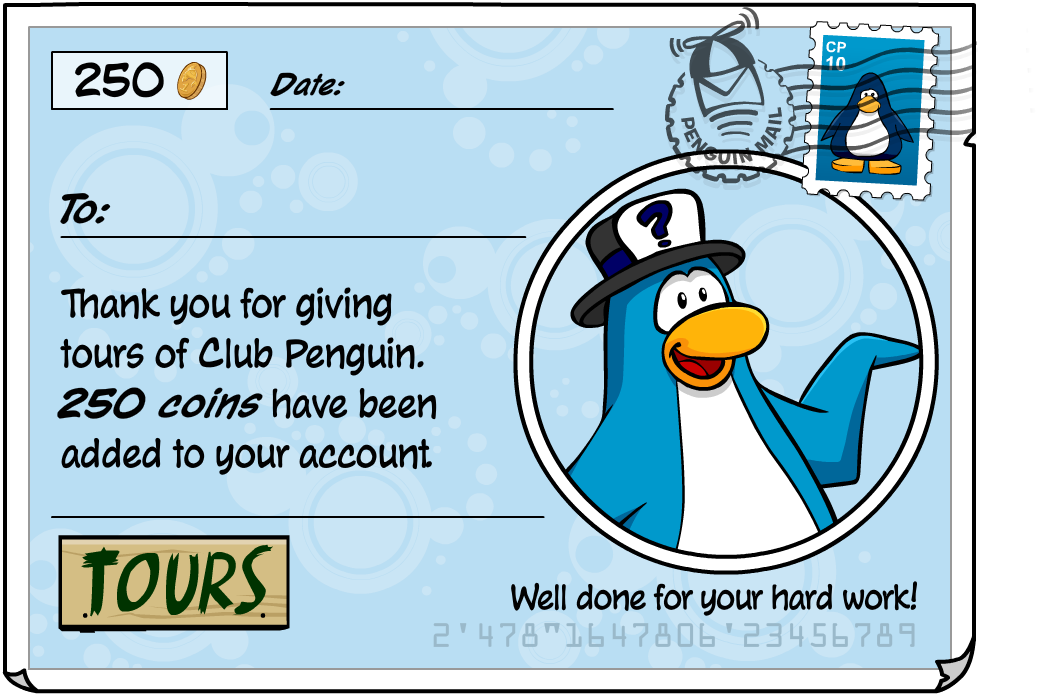 250
Date:
CP
10
PENGUIN MAIL
To:
?
Thank you for giving
tours of Club Penguin.
250 coins have been
added to your account.
TOURS
Well done for your hard work!
2'478"1647806'23456789